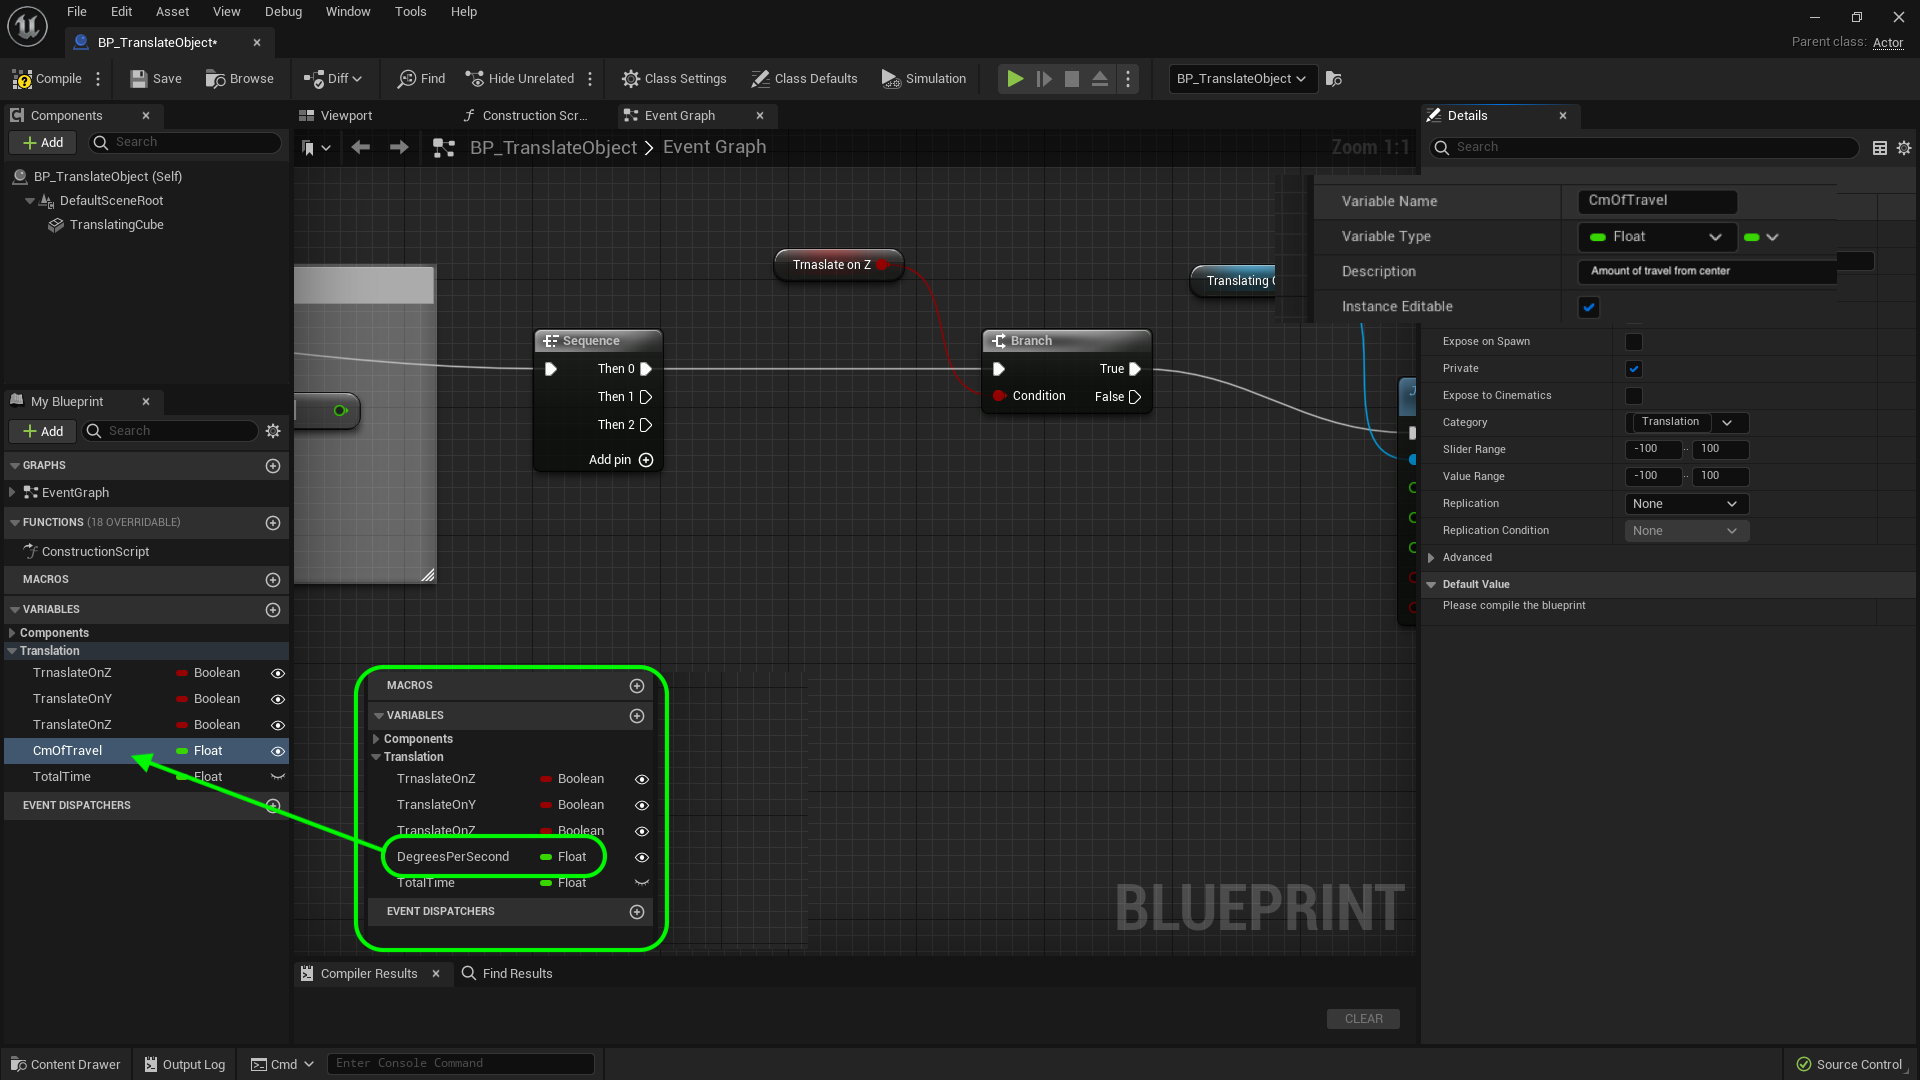 File Edit Asset View Debug Window Tools Help
BP_TranslateObject*
Parent class: Actor
Compile Save Browse Diff Find Hide Unrelated Class Settings Class Defaults Simulation BP_TranslateObject
Components
Add Search
BP_TranslateObject (Self)
DefaultSceneRoot
TranslatingCube
My Blueprint
Add Search
GRAPHS
EventGraph
FUNCTIONS (18 OVERRIDABLE)
ConstructionScript
MACROS
VARIABLES
Components
Translation
TrnaslateOnZ Boolean
TranslateOnY Boolean
TranslateOnZ Boolean
CmOfTravel Float
TotalTime Float
EVENT DISPATCHERS
Viewport Construction Scr... Event Graph
BP_TranslateObject > Event Graph
Zoom 1:1
Trnaslate on Z
Translating
Sequence
Then 0
Then 1
Then 2
Add pin
Branch
True
Condition False
MACROS
VARIABLES
Components
Translation
TrnaslateOnZ Boolean
TranslateOnY Boolean
TranslateOnZ Boolean
DegreesPerSecond Float
TotalTime Float
EVENT DISPATCHERS
BLUEPRINT
Compiler Results Find Results
CLEAR
Details
Search
Variable Name CmOfTravel
Variable Type Float
Description Amount of travel from center
Instance Editable
Expose on Spawn
Private
Expose to Cinematics
Category Translation
Slider Range -100 .. 100
Value Range -100 .. 100
Replication None
Replication Condition None
Advanced
Default Value
Please compile the blueprint
Content Drawer Output Log Cmd Enter Console Command Source Control